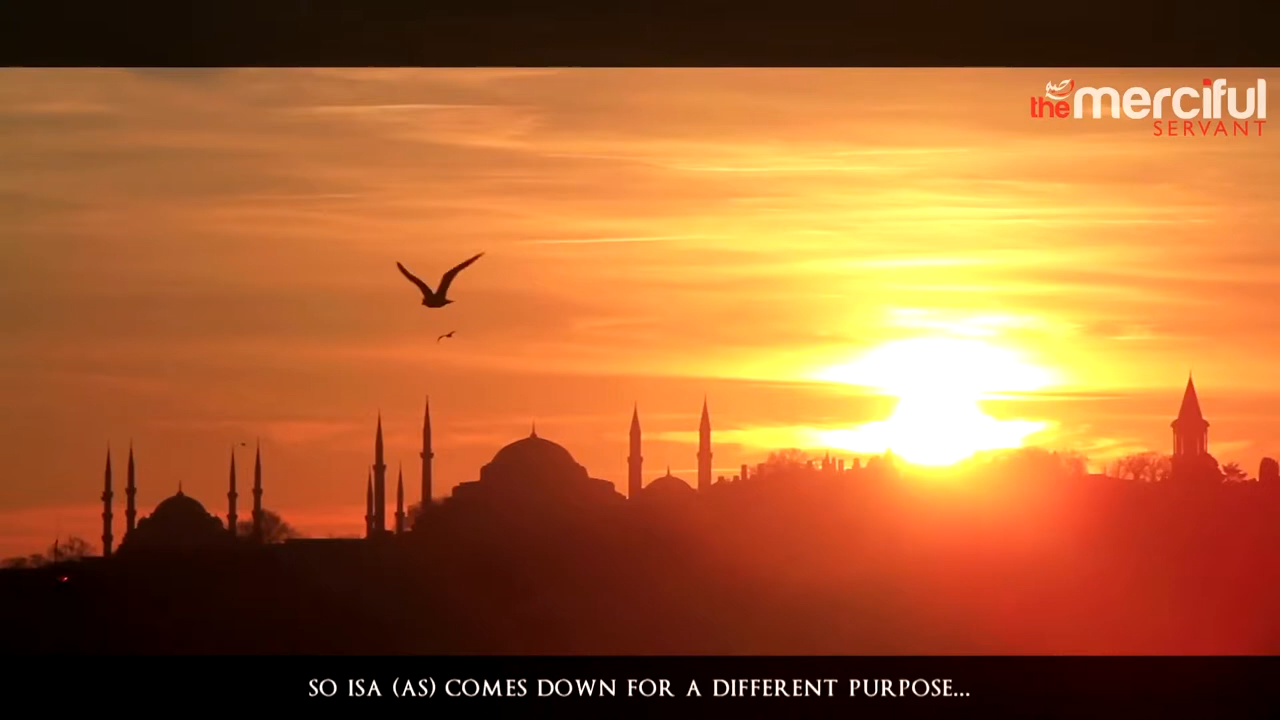 the merciful
SERVANT
SO ISA (AS) COMES DOWN FOR A DIFFERENT PURPOSE...